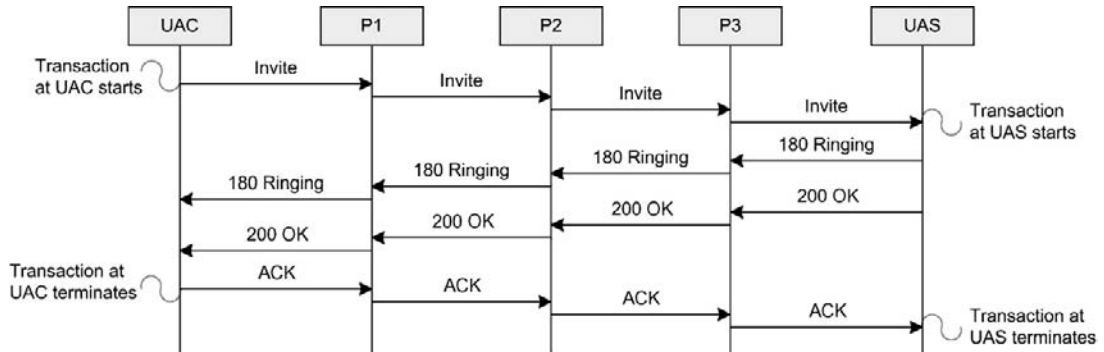 UAC
P1
P2
P3
UAS
Transaction
at UAC starts
Invite
Invite
Invite
Invite
Transaction
at UAS starts
180 Ringing
180 Ringing
180 Ringing
180 Ringing
200 OK
200 OK
200 OK
200 OK
Transaction at
UAC terminates
ACK
ACK
ACK
ACK
Transaction at
UAS terminates